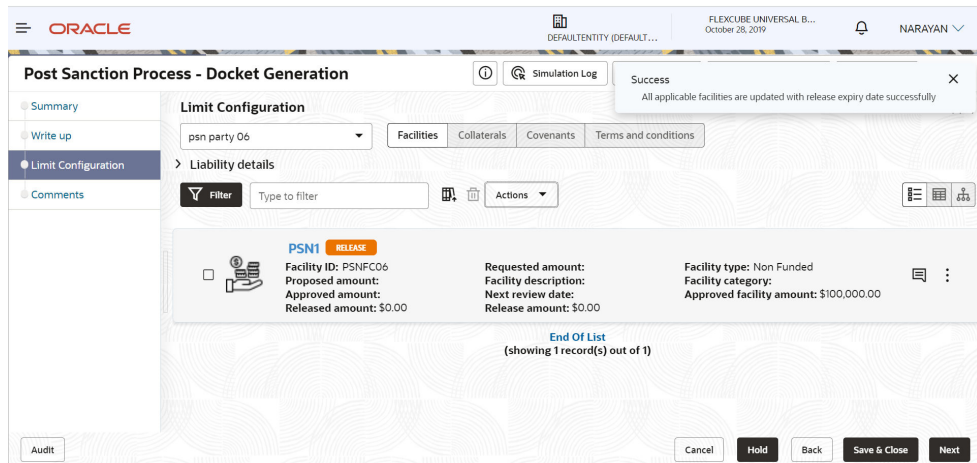 ORACLE
DEFAULTENTITY (DEFAULT...
FLEXCUBE UNIVERSAL B...
October 28, 2019
NARAYAN
Post Sanction Process - Docket Generation
Simulation Log
Success
All applicable facilities are updated with release expiry date successfully
Summary
Write up
Limit Configuration
Comments
Limit Configuration
psn party 06
Facilities
Collaterals
Covenants
Terms and conditions
Liability details
Filter
Type to filter
Actions
PSN1 RELEASE
Facility ID: PSNFC06
Proposed amount:
Approved amount:
Released amount: $0.00
Requested amount:
Facility description:
Next review date:
Release amount: $0.00
Facility type: Non Funded
Facility category:
Approved facility amount: $100,000.00
End Of List
(showing 1 record(s) out of 1)
Audit
Cancel
Hold
Back
Save & Close
Next